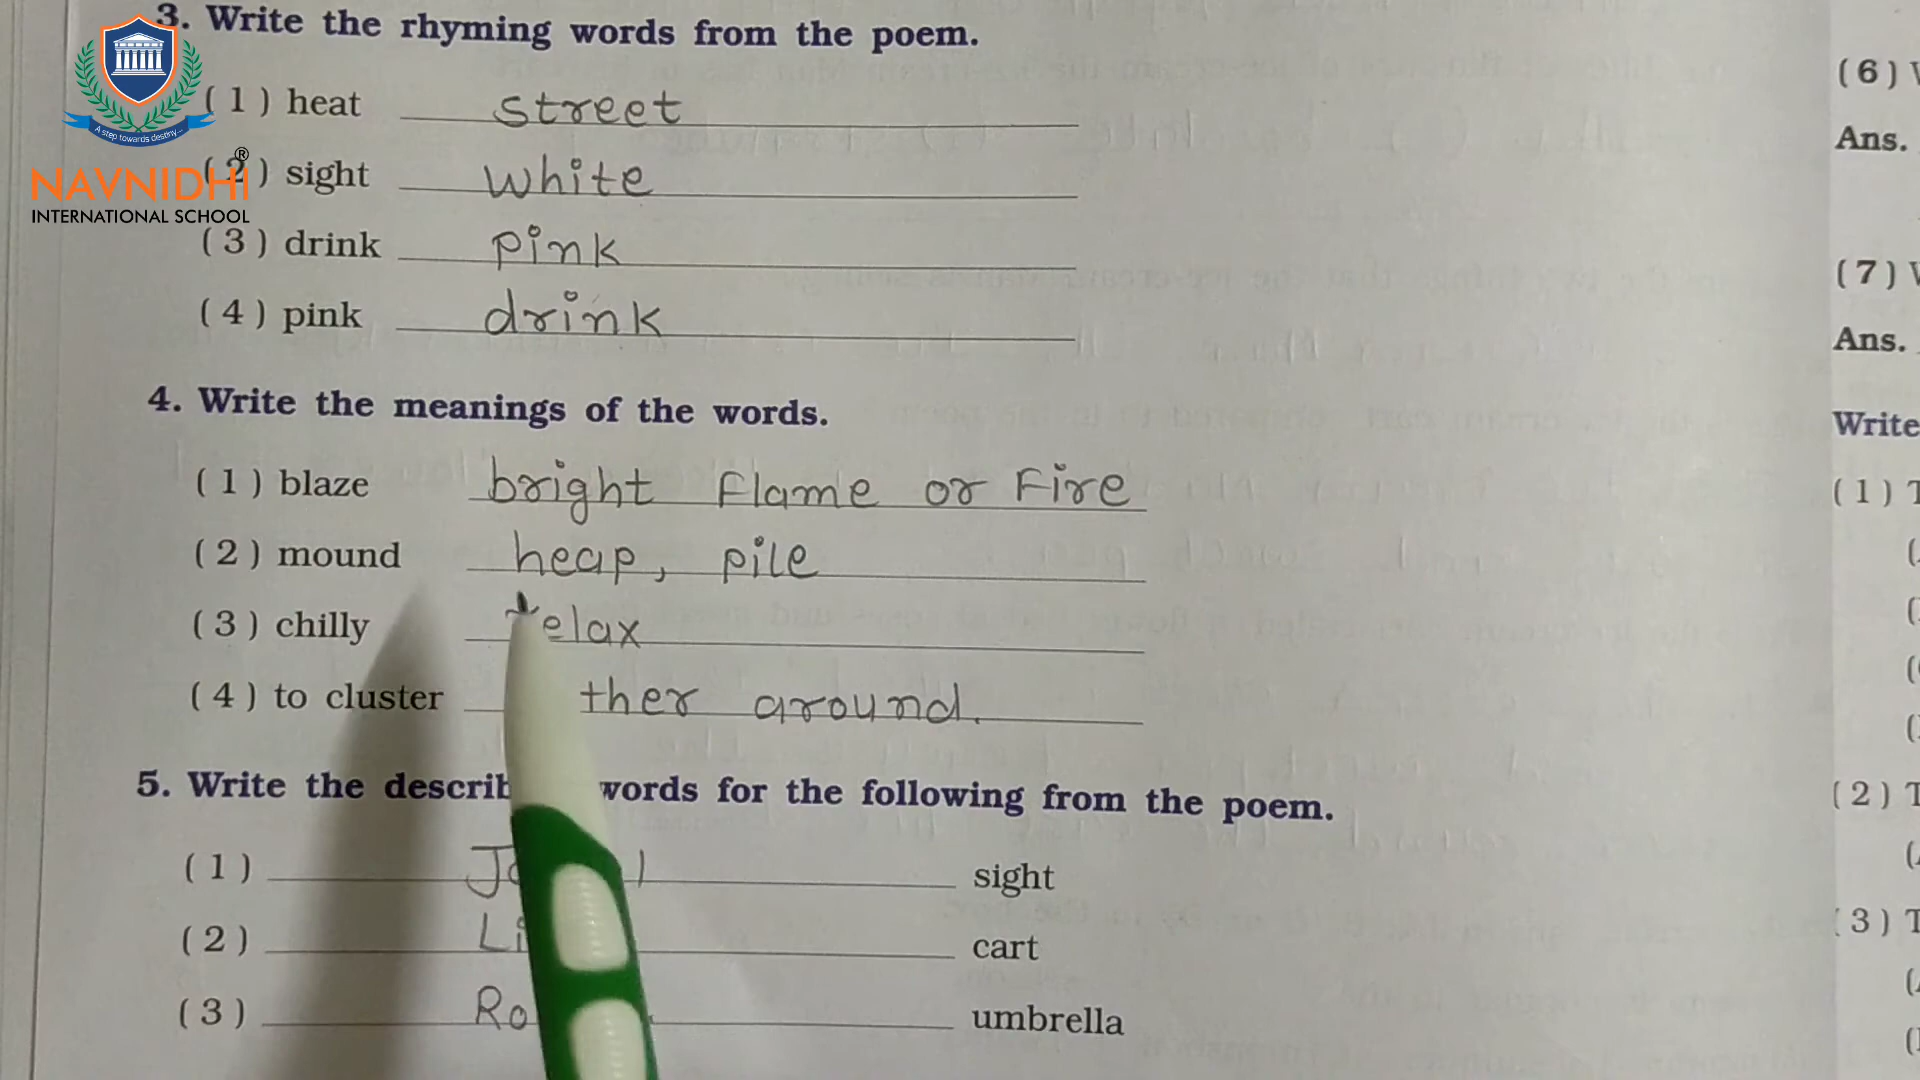 3. Write the rhyming words from the poem.
(1) heat street
A step towards destiny...
(2) sight white
NAVNIDHI®
INTERNATIONAL SCHOOL
(3) drink pink
(4) pink drink
4. Write the meanings of the words.
(1) blaze bright flame or fire
(2) mound heap, pile
(3) chilly relax
(4) to cluster ther around.
5. Write the describ words for the following from the poem.
(1) sight
(2) Li cart
(3) Ro umbrella
(6)
Ans.
(7)
Ans.
Write
(1)
(2)
(3)